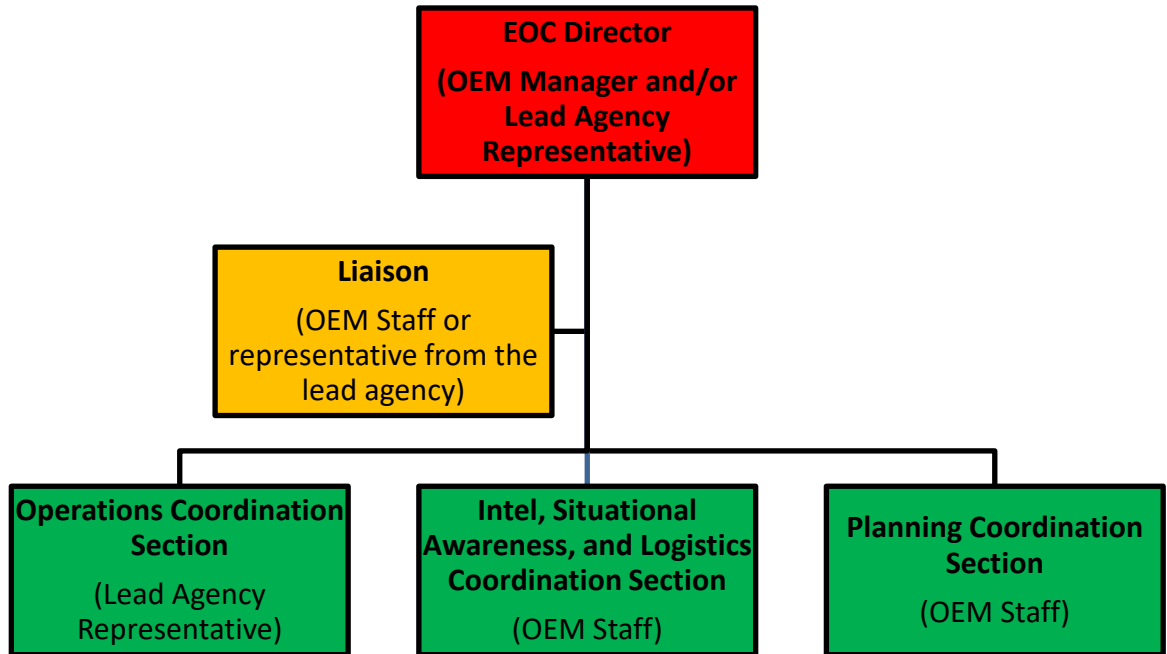 EOC Director
(OEM Manager and/or
Lead Agency
Representative)
Liaison
(OEM Staff or
representative from the
lead agency)
Operations Coordination
Section
(Lead Agency
Representative)
Intel, Situational
Awareness, and Logistics
Coordination Section
(OEM Staff)
Planning Coordination
Section
(OEM Staff)